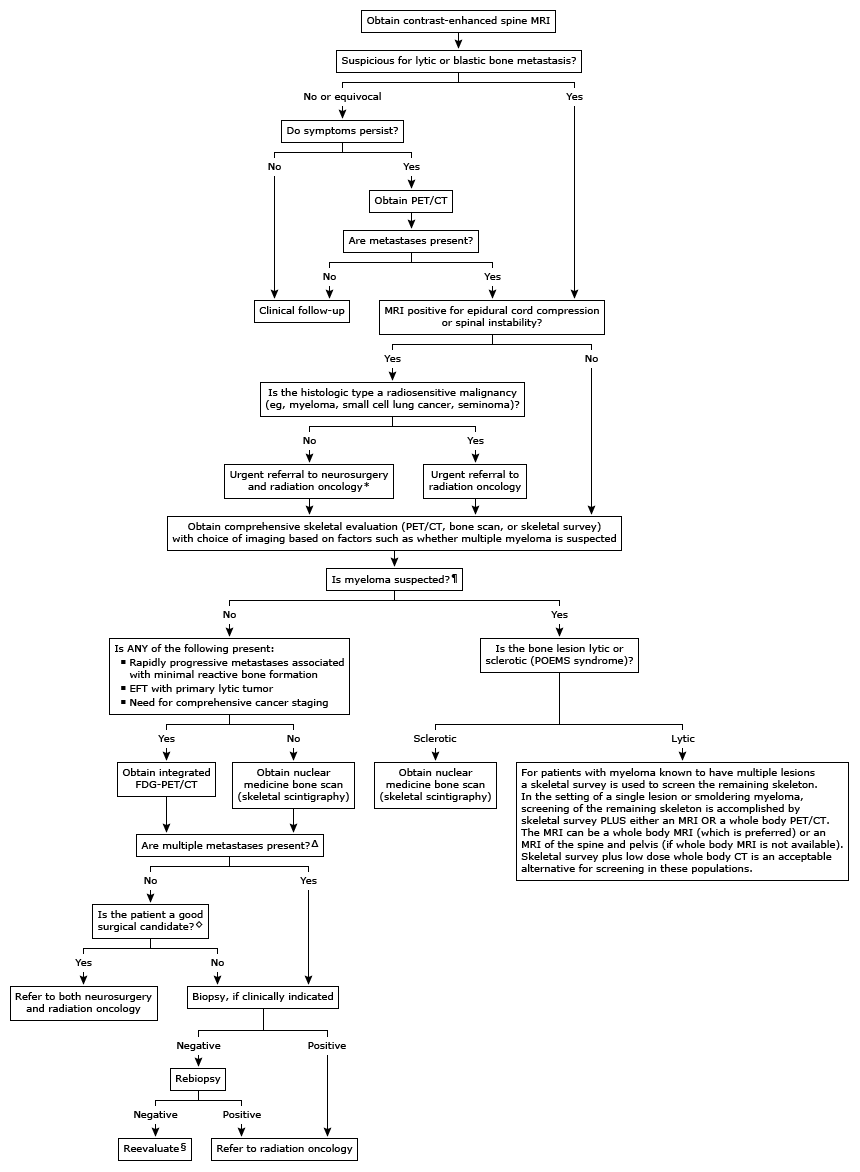 Obtain contrast-enhanced spine MRI
Suspicious for lytic or blastic bone metastasis?
No or equivocal
Yes
Do symptoms persist?
No
Yes
Obtain PET/CT
Are metastases present?
No
Yes
Clinical follow-up
MRI positive for epidural cord compression
or spinal instability?
Yes
No
Is the histologic type a radiosensitive malignancy
(eg, myeloma, small cell lung cancer, seminoma)?
No
Yes
Urgent referral to neurosurgery
and radiation oncology*
Urgent referral to
radiation oncology
Obtain comprehensive skeletal evaluation (PET/CT, bone scan, or skeletal survey)
with choice of imaging based on factors such as whether multiple myeloma is suspected
Is myeloma suspected?¶
No
Yes
Is ANY of the following present:
▪ Rapidly progressive metastases associated
with minimal reactive bone formation
▪ EFT with primary lytic tumor
▪ Need for comprehensive cancer staging
Is the bone lesion lytic or
sclerotic (POEMS syndrome)?
Yes
No
Sclerotic
Lytic
Obtain integrated
FDG-PET/CT
Obtain nuclear
medicine bone scan
(skeletal scintigraphy)
Obtain nuclear
medicine bone scan
(skeletal scintigraphy)
For patients with myeloma known to have multiple lesions
a skeletal survey is used to screen the remaining skeleton.
In the setting of a single lesion or smoldering myeloma,
screening of the remaining skeleton is accomplished by
skeletal survey PLUS either an MRI OR a whole body PET/CT.
The MRI can be a whole body MRI (which is preferred) or an
MRI of the spine and pelvis (if whole body MRI is not available).
Skeletal survey plus low dose whole body CT is an acceptable
alternative for screening in these populations.
Are multiple metastases present?Δ
No
Yes
Is the patient a good
surgical candidate?◇
Yes
No
Refer to both neurosurgery
and radiation oncology
Biopsy, if clinically indicated
Negative
Positive
Rebiopsy
Negative
Positive
Reevaluate§
Refer to radiation oncology